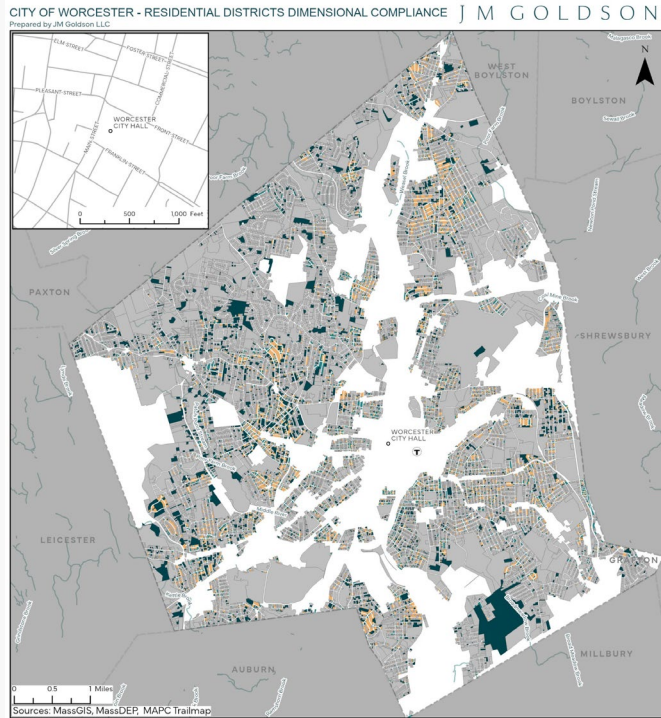 CITY OF WORCESTER - RESIDENTIAL DISTRICTS DIMENSIONAL COMPLIANCE
JM GOLDSON
Prepared by JM Goldson LLC
ELM STREET
FOSTER STREET
COMMERCIAL STREET
PLEASANT STREET
WORCESTER
CITY HALL
MAIN STREET
FRONT STREET
FRANKLIN STREET
0 500 1,000 Feet
N
WEST
BOYLSTON
BOYLSTON
PAXTON
SHREWSBURY
WORCESTER
CITY HALL
T
LEICESTER
GRAFTON
MILLBURY
AUBURN
0 0.5 1 Miles
Sources: MassGIS, MassDEP, MAPC Trailmap